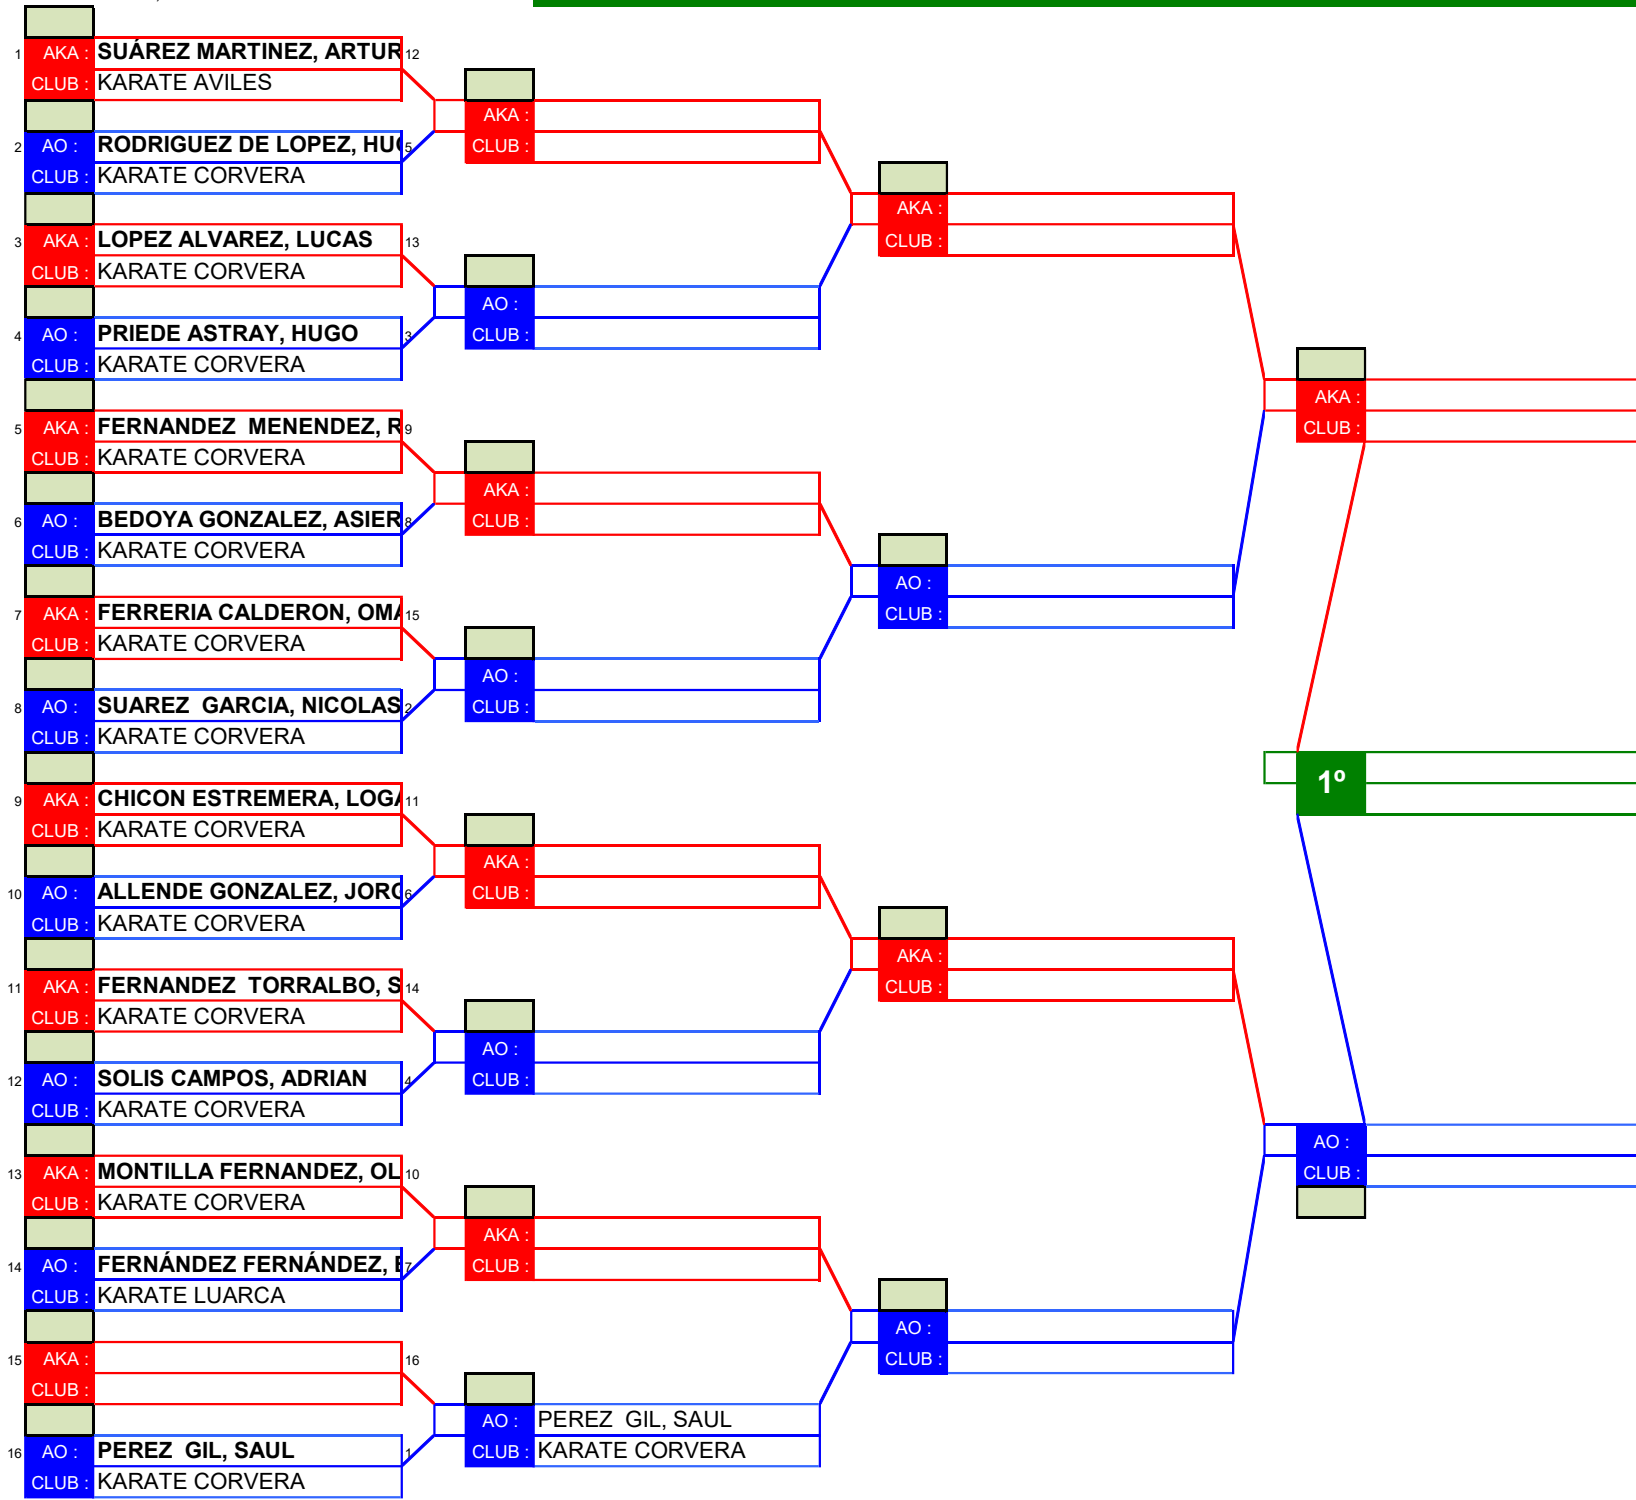 1 AKA : SUÁREZ MARTINEZ, ARTUR 12
CLUB : KARATE AVILES
2 AO : RODRIGUEZ DE LOPEZ, 5
CLUB : KARATE CORVERA
3 AKA : LOPEZ ALVAREZ, LUCAS 13
CLUB : KARATE CORVERA
4 AO : PRIEDE ASTRAY, HUGO 3
CLUB : KARATE CORVERA
5 AKA : FERNANDEZ MENENDEZ, R 9
CLUB : KARATE CORVERA
6 AO : BEDOYA GONZALEZ, ASIER 8
CLUB : KARATE CORVERA
7 AKA : FERRERIA CALDERON, OMA 15
CLUB : KARATE CORVERA
8 AO : SUAREZ GARCIA, NICOLAS 2
CLUB : KARATE CORVERA
9 AKA : CHICON ESTREMERA, LOGA 11
CLUB : KARATE CORVERA
10 AO : ALLENDE GONZALEZ, JORG 6
CLUB : KARATE CORVERA
11 AKA : FERNANDEZ TORRALBO, S 14
CLUB : KARATE CORVERA
12 AO : SOLIS CAMPOS, ADRIAN 4
CLUB : KARATE CORVERA
13 AKA : MONTILLA FERNANDEZ, OL 10
CLUB : KARATE CORVERA
14 AO : FERNÁNDEZ FERNÁNDEZ, 7
CLUB : KARATE LUARCA
15 AKA : 16
CLUB :
16 AO : PEREZ GIL, SAUL 1
CLUB : KARATE CORVERA
AKA :
CLUB :
AO :
CLUB :
AKA :
CLUB :
AO :
CLUB :
AKA :
CLUB :
AO :
CLUB :
AKA :
CLUB :
AO : PEREZ GIL, SAUL
CLUB : KARATE CORVERA
AKA :
CLUB :
AO :
CLUB :
AKA :
CLUB :
AO :
CLUB :
AKA :
CLUB :
1º
AO :
CLUB :